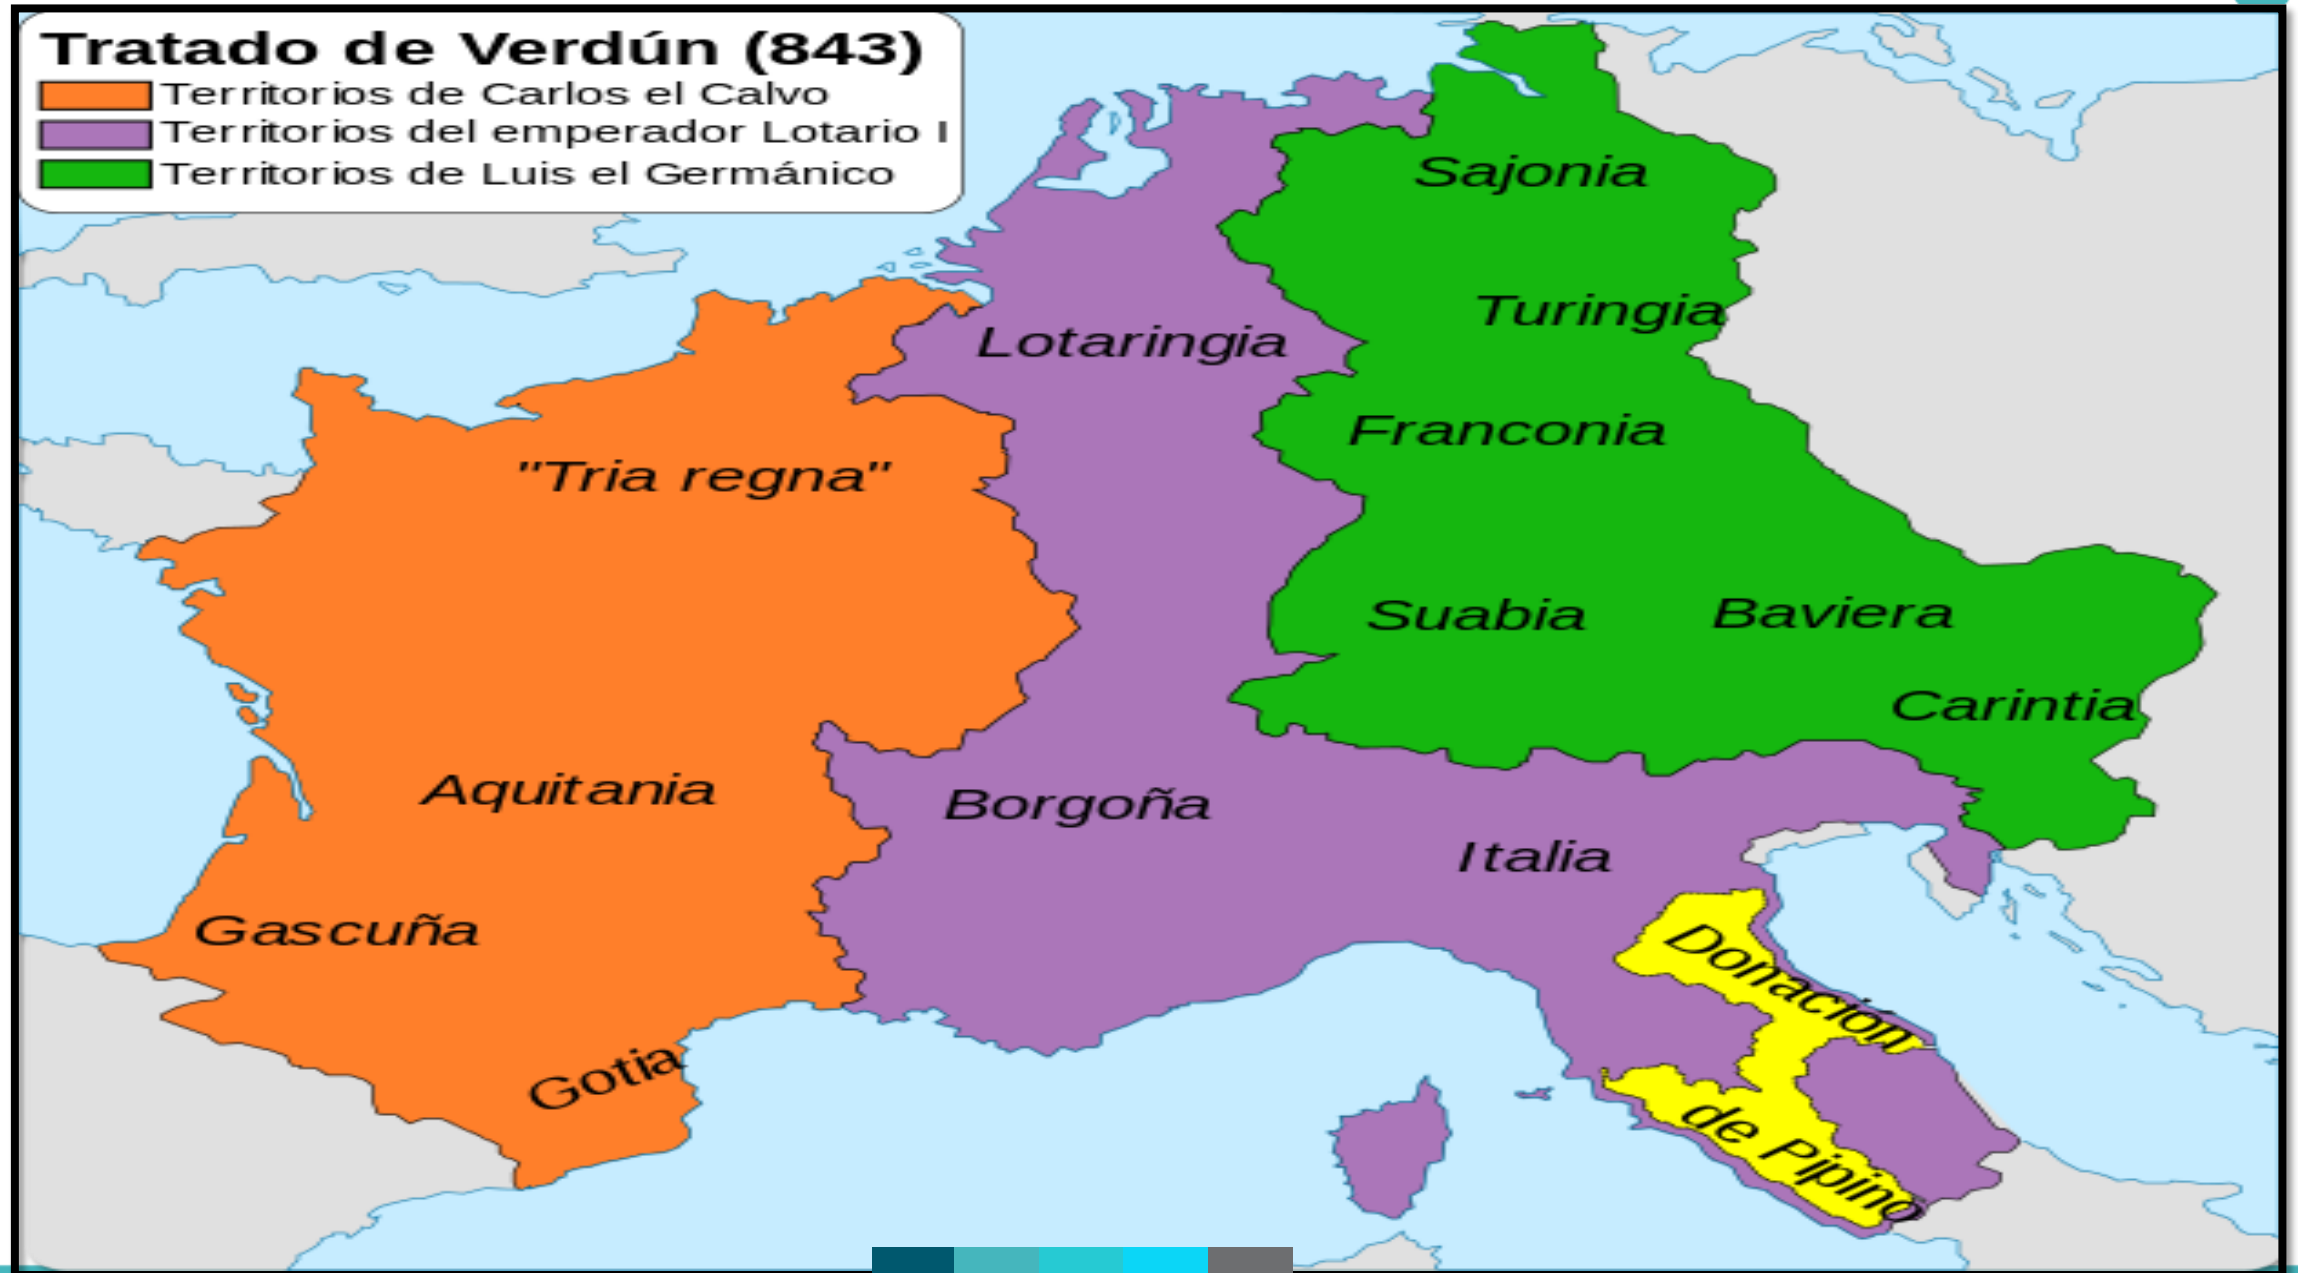 Tratado de Verdún (843)
Territorios de Carlos el Calvo
Territorios del emperador Lotario I
Territorios de Luis el Germánico
Sajonia
Turingia
Lotaringia
Franconia
"Tria regna"
Suabia
Baviera
Carintia
Aquitania
Borgoña
Italia
Gascuña
Donación
de Pipino
Gotia